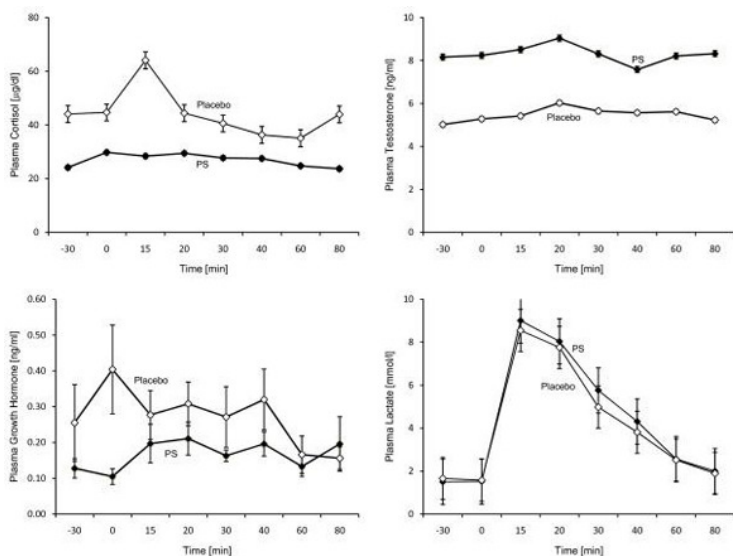 80
60
40
20
0
Plasma Cortisol [µg/dl]
Placebo
PS
-30 0 15 20 30 40 60 80
Time [min]
10
8
6
4
2
0
Plasma Testosterone [ng/ml]
PS
Placebo
-30 0 15 20 30 40 60 80
Time [min]
0.60
0.50
0.40
0.30
0.20
0.10
0.00
Plasma Growth Hormone [ng/ml]
Placebo
PS
-30 0 15 20 30 40 60 80
Time [min]
10
8
6
4
2
0
Plasma Lactate [mmol/l]
PS
Placebo
-30 0 15 20 30 40 60 80
Time [min]